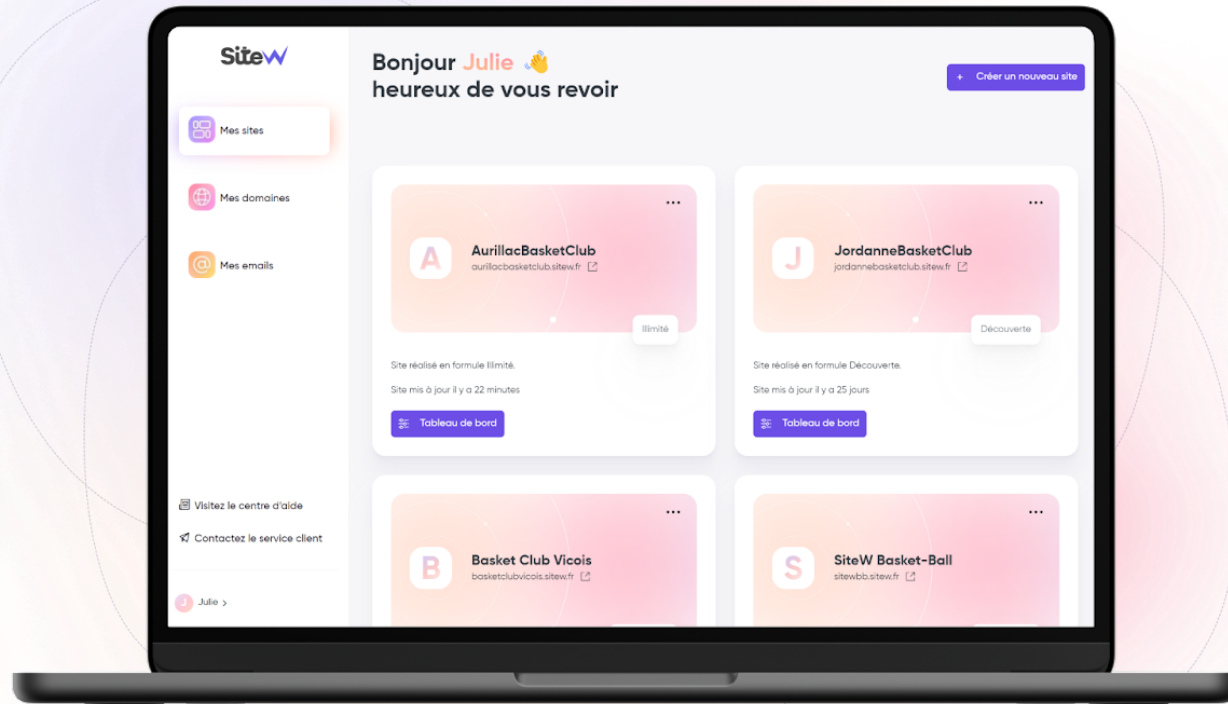 SiteW
Bonjour Julie 👋
heureux de vous revoir
+ Créer un nouveau site
Mes sites
Mes domaines
Mes emails
Visitez le centre d'aide
Contactez le service client
J Julie >
A
AurillacBasketClub
aurillacbasketclub.sitew.fr
Illimité
Site réalisé en formule Illimité.
Site mis à jour il y a 22 minutes
Tableau de bord
J
JordanneBasketClub
jordannebasketclub.sitew.fr
Découverte
Site réalisé en formule Découverte.
Site mis à jour il y a 25 jours
Tableau de bord
B
Basket Club Vicois
basketclubvicois.sitew.fr
S
SiteW Basket-Ball
sitewbb.sitew.fr